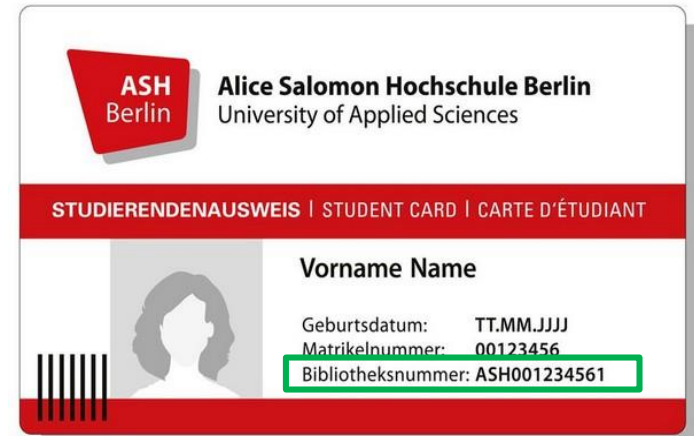 ASH
Berlin
Alice Salomon Hochschule Berlin
University of Applied Sciences
STUDIERENDENAUSWEIS | STUDENT CARD | CARTE D'ÉTUDIANT
Vorname Name
Geburtsdatum: TT.MM.JJJJ
Matrikelnummer: 00123456
Bibliotheksnummer: ASH001234561